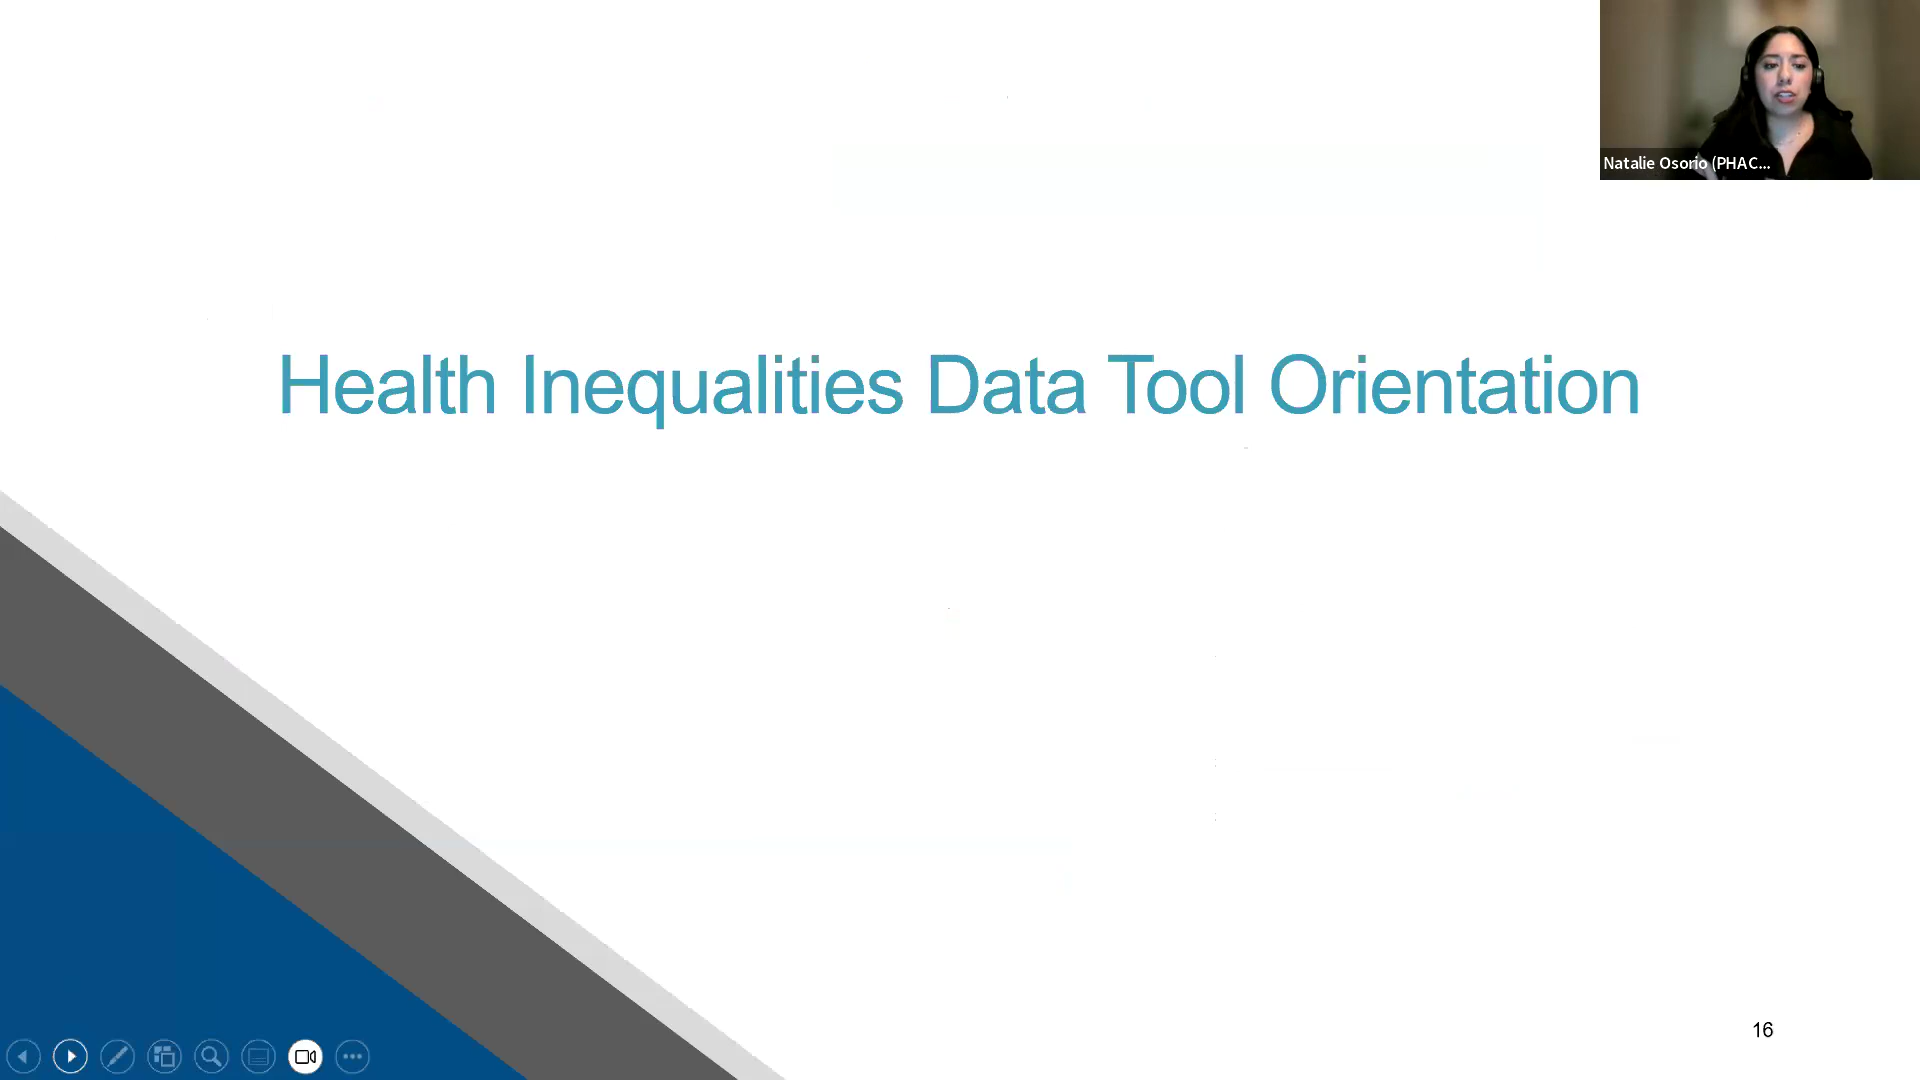 Natalie Osorio (PHAC...
Health Inequalities Data Tool Orientation
16